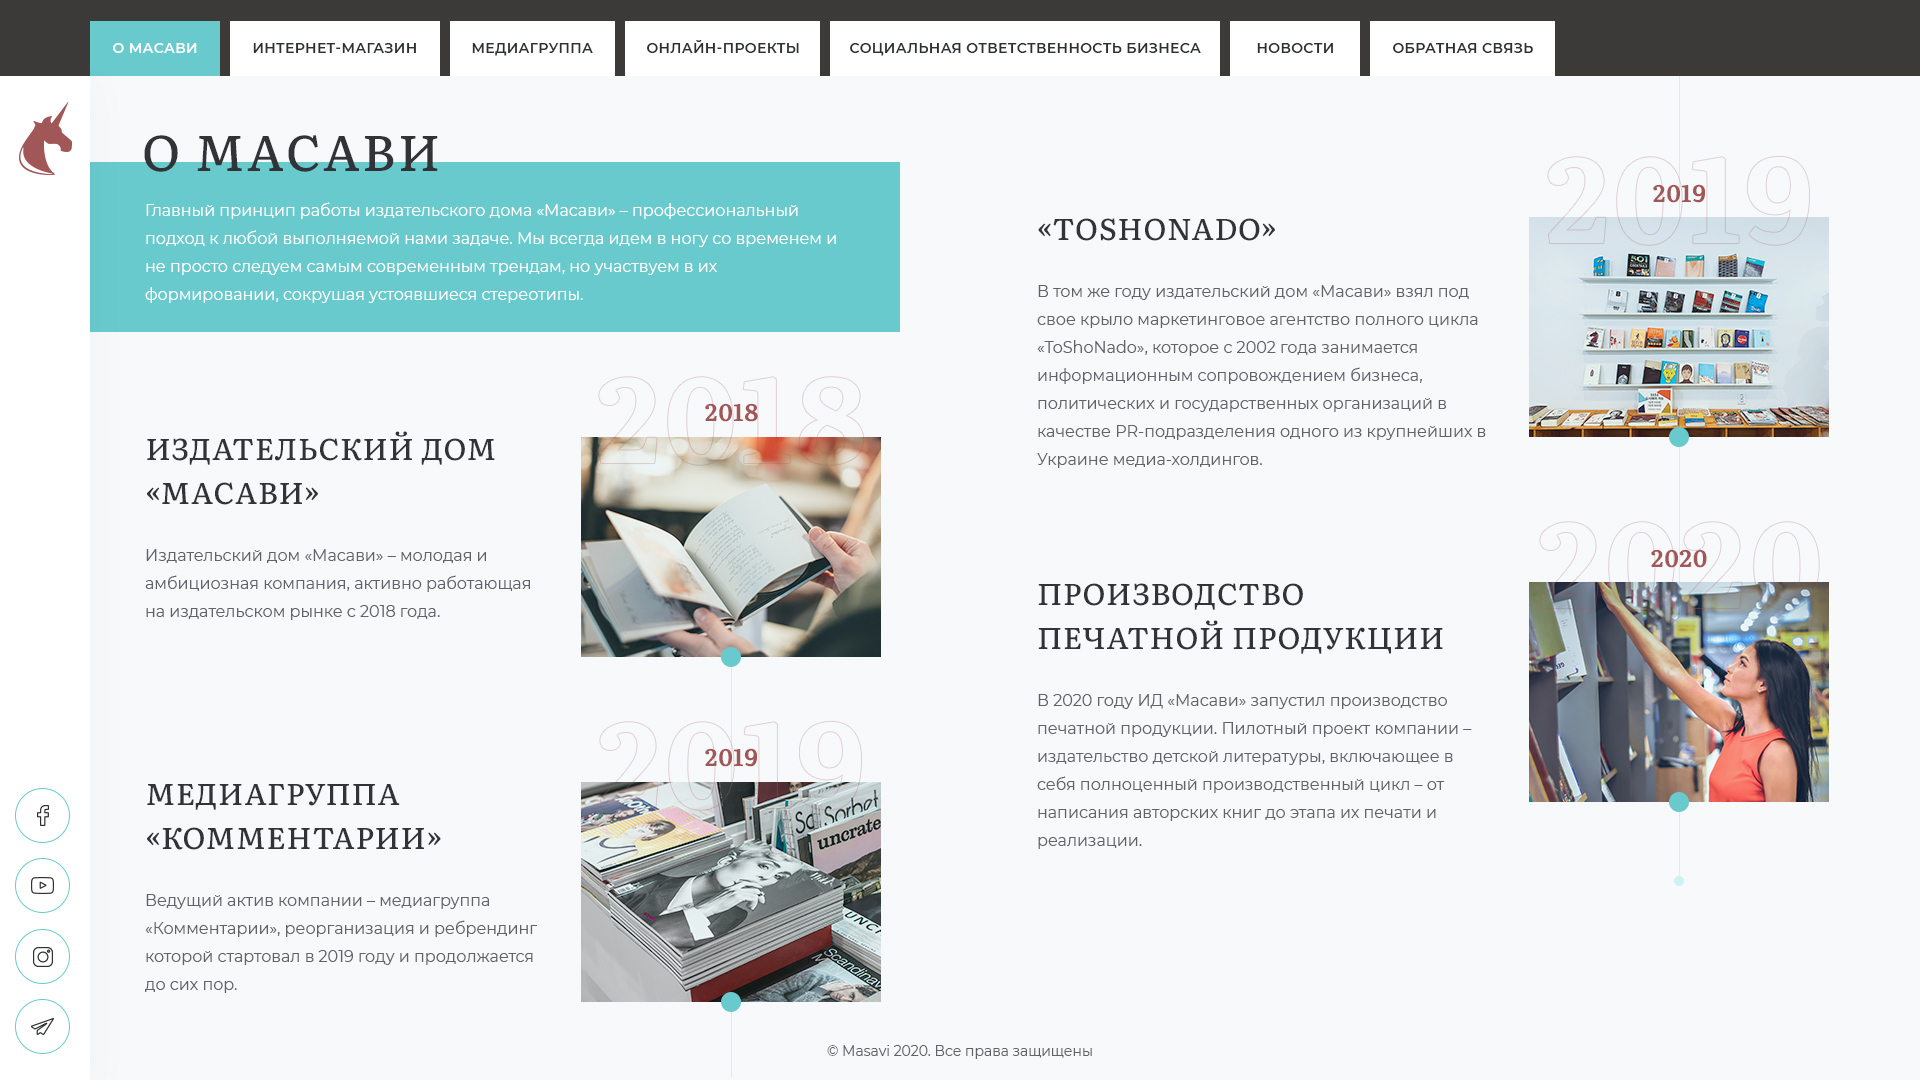 О МАСАВИ
ИНТЕРНЕТ-МАГАЗИН
МЕДИАГРУППА
ОНЛАЙН-ПРОЕКТЫ
СОЦИАЛЬНАЯ ОТВЕТСТВЕННОСТЬ БИЗНЕСА
НОВОСТИ
ОБРАТНАЯ СВЯЗЬ
О МАСАВИ
Главный принцип работы издательского дома «Масави» – профессиональный
подход к любой выполняемой нами задаче. Мы всегда идем в ногу со временем и
не просто следуем самым современным трендам, но участвуем в их
формировании, сокрушая устоявшиеся стереотипы.
2018
2018
ИЗДАТЕЛЬСКИЙ ДОМ
«МАСАВИ»
Издательский дом «Масави» – молодая и
амбициозная компания, активно работающая
на издательском рынке с 2018 года.
2019
2019
МЕДИАГРУППА
«КОММЕНТАРИИ»
Ведущий актив компании – медиагруппа
«Комментарии», реорганизация и ребрендинг
которой стартовал в 2019 году и продолжается
до сих пор.
Sorbet
uncrate
Scandinavia
2019
2019
«TOSHONADO»
В том же году издательский дом «Масави» взял под
свое крыло маркетинговое агентство полного цикла
«ToShoNado», которое с 2002 года занимается
информационным сопровождением бизнеса,
политических и государственных организаций в
качестве PR-подразделения одного из крупнейших в
Украине медиа-холдингов.
501
2020
2020
ПРОИЗВОДСТВО
ПЕЧАТНОЙ ПРОДУКЦИИ
В 2020 году ИД «Масави» запустил производство
печатной продукции. Пилотный проект компании –
издательство детской литературы, включающее в
себя полноценный производственный цикл – от
написания авторских книг до этапа их печати и
реализации.
© Masavi 2020. Все права защищены